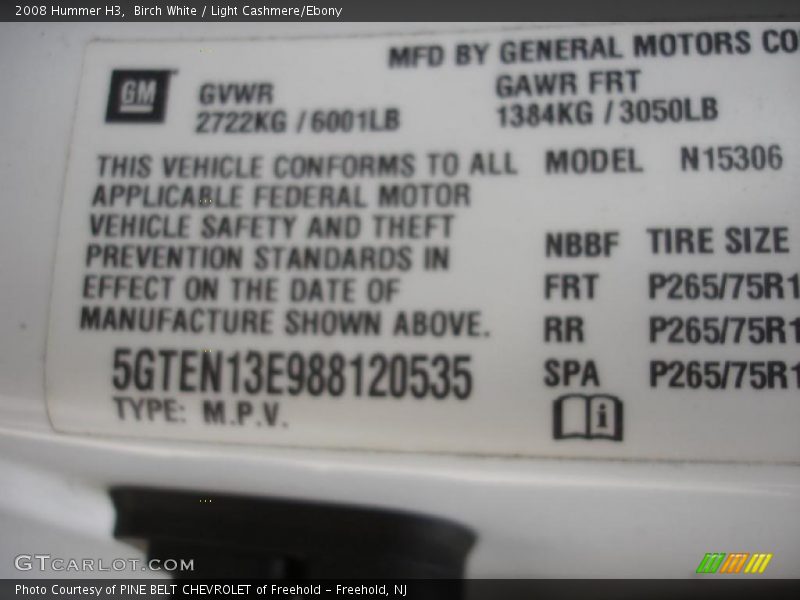 2008 Hummer H3, Birch White / Light Cashmere/Ebony
MFD BY GENERAL MOTORS CO
GM
GVWR
2722KG / 6001LB
GAWR FRT
1384KG / 3050LB
THIS VEHICLE CONFORMS TO ALL
APPLICABLE FEDERAL MOTOR
VEHICLE SAFETY AND THEFT
PREVENTION STANDARDS IN
EFFECT ON THE DATE OF
MANUFACTURE SHOWN ABOVE.
5GTEN13E988120535
TYPE: M.P.V.
MODEL N15306
NBBF TIRE SIZE
FRT P265/75R1
RR P265/75R1
SPA P265/75R1
i
GTCARLOT.COM
Photo Courtesy of PINE BELT CHEVROLET of Freehold - Freehold, NJ